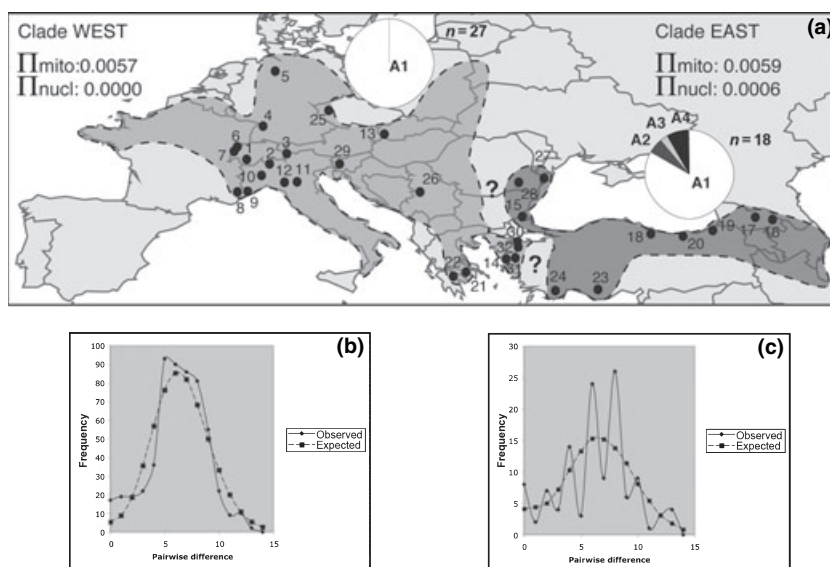 (a)
Clade WEST
Πmito:0.0057
Πnucl: 0.0000
A1
n = 27
Clade EAST
Πmito:0.0059
Πnucl: 0.0006
A2
A3
A4
A1
n = 18
5
25
4
6
7
1
2
3
13
29
10
12
11
8
9
26
?
27
28
15
30
32
14
31
?
22
21
24
23
18
20
19
17
16
(b)
Frequency
100
90
80
70
60
50
40
30
20
10
0
0
5
10
15
Pairwise difference
Observed
Expected
(c)
Frequency
30
25
20
15
10
5
0
0
5
10
15
Pairwise difference
Observed
Expected